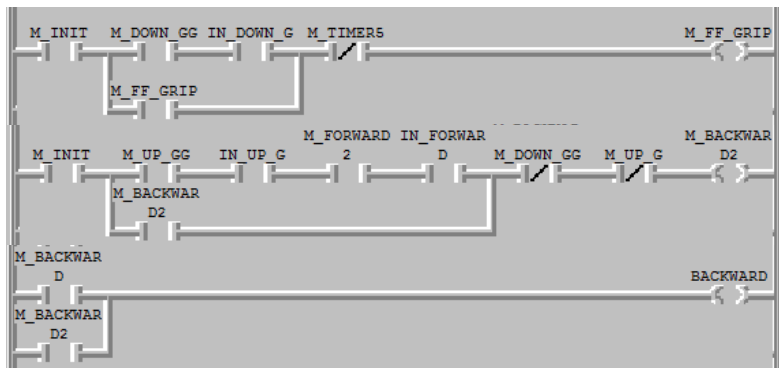 M_INIT M_DOWN_GG IN_DOWN_G M_TIMER5 M_FF_GRIP
M_FF_GRIP
M_FORWARD IN_FORWAR M_BACKWAR
M_INIT M_UP_GG IN_UP_G 2 D M_DOWN_GG M_UP_G D2
M_BACKWAR
D2
M_BACKWAR
D BACKWARD
M_BACKWAR
D2